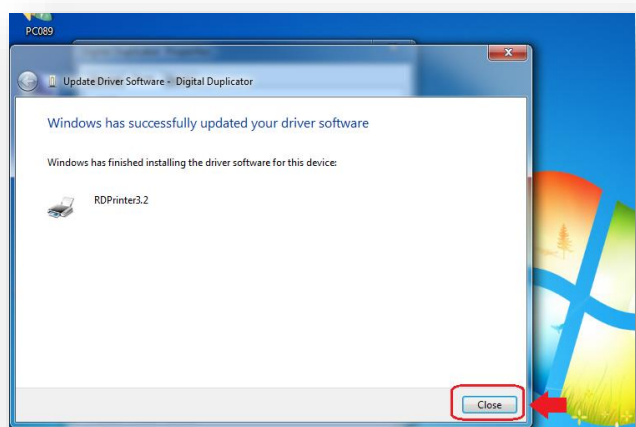 PC089
Update Driver Software - Digital Duplicator
Windows has successfully updated your driver software
Windows has finished installing the driver software for this device:
RDPrinter3.2
Close